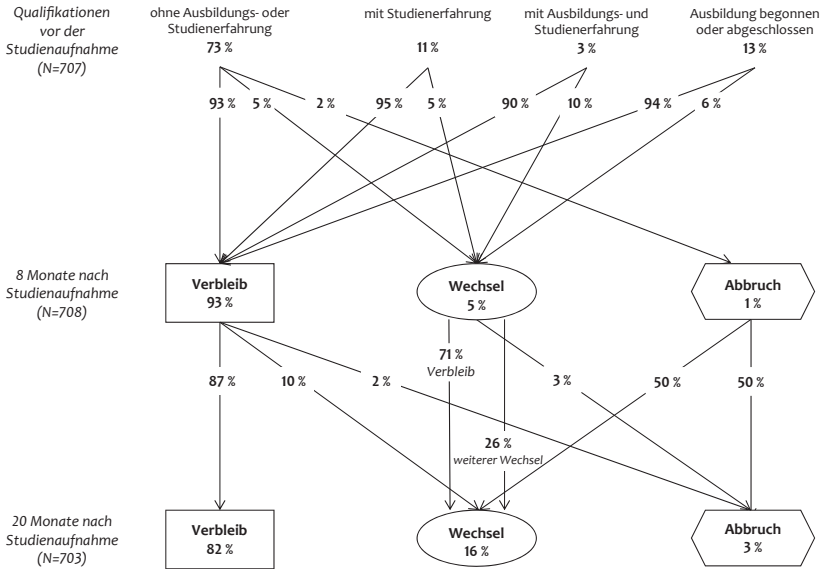 Qualifikationen
vor der
Studienaufnahme
(N=707)
ohne Ausbildungs- oder
Studienerfahrung
73 %
mit Studienerfahrung
11 %
mit Ausbildungs- und
Studienerfahrung
3 %
Ausbildung begonnen
oder abgeschlossen
13 %
93 % 5 % 2 % 95 % 5 % 90 % 10 % 94 % 6 %
8 Monate nach
Studienaufnahme
(N=708)
Verbleib
93 %
Wechsel
5 %
Abbruch
1 %
87 % 10 % 2 %
71 %
Verbleib
3 % 50 % 50 %
26 %
weiterer Wechsel
20 Monate nach
Studienaufnahme
(N=703)
Verbleib
82 %
Wechsel
16 %
Abbruch
3 %